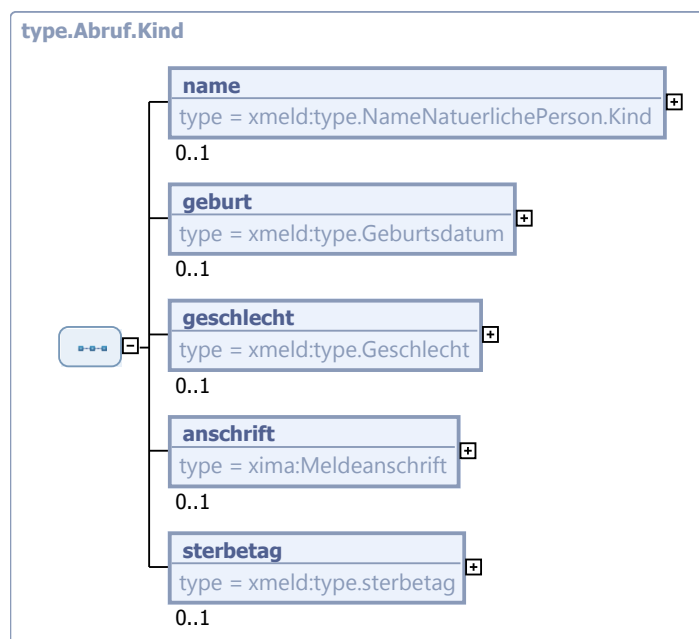 type.Abruf.Kind
name
type = xmeld:type.NameNatuerlichePerson.Kind
0..1
geburt
type = xmeld:type.Geburtsdatum
0..1
geschlecht
type = xmeld:type.Geschlecht
0..1
anschrift
type = xima:Meldeanschrift
0..1
sterbetag
type = xmeld:type.sterbetag
0..1